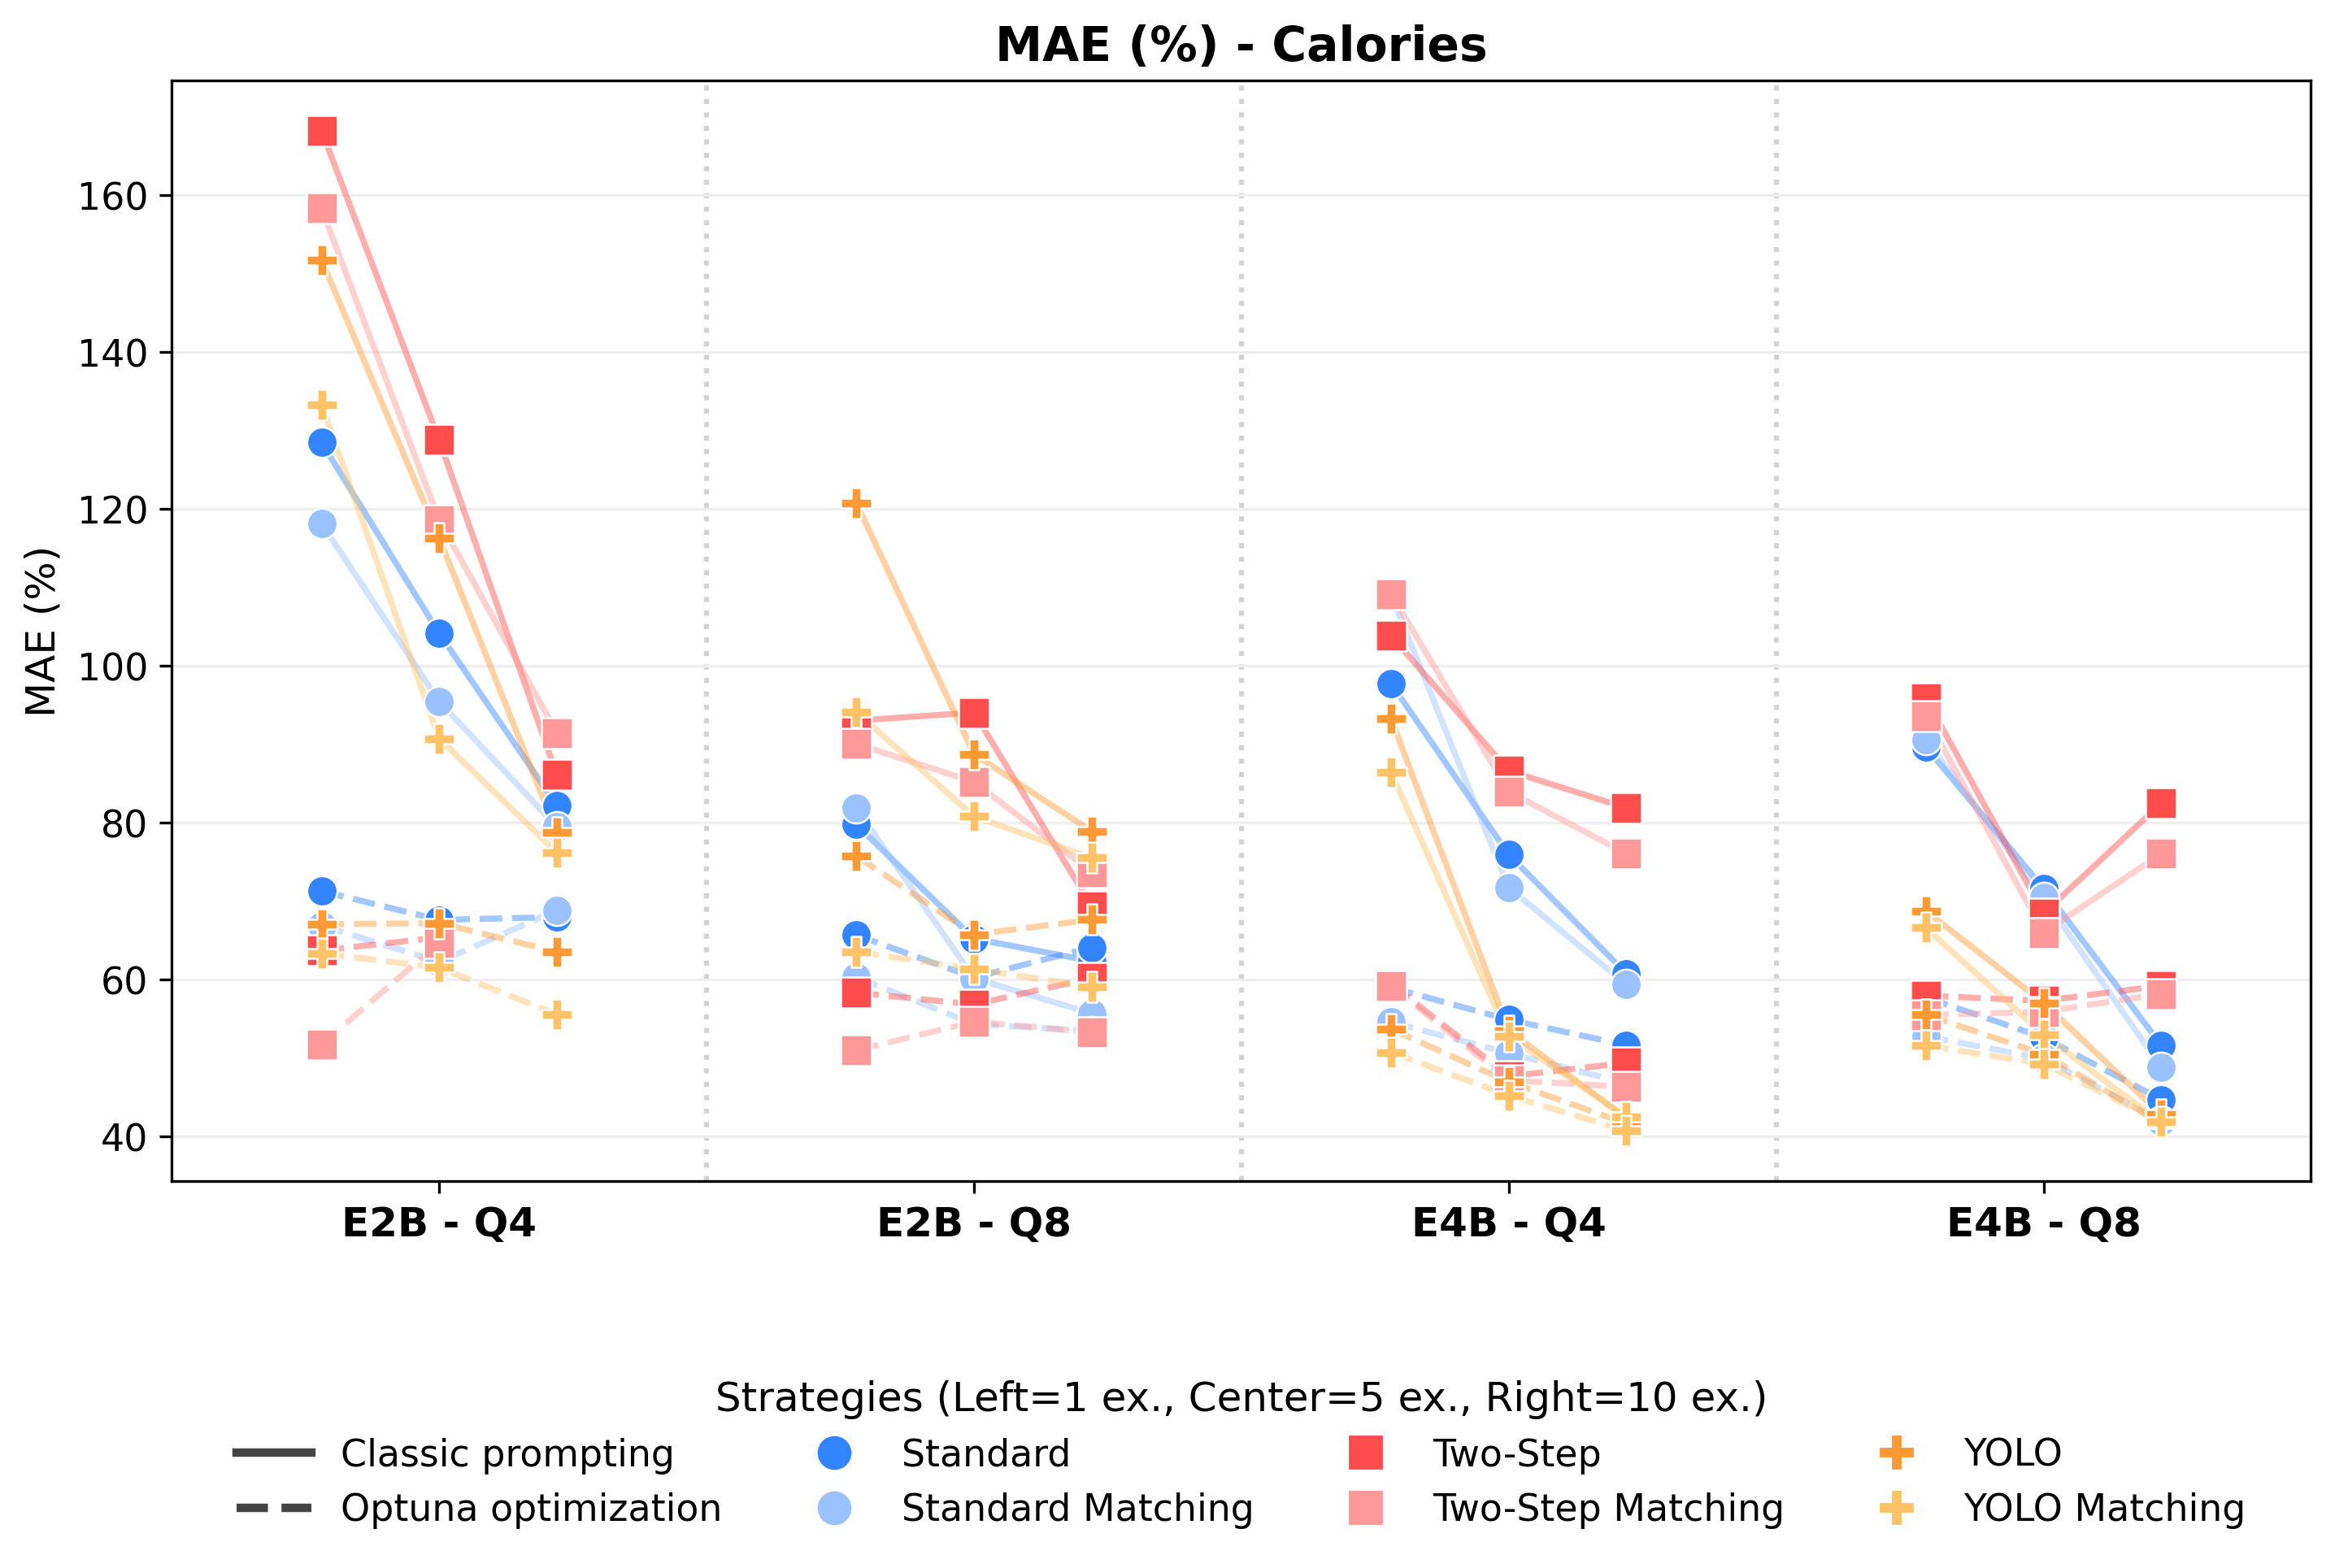 MAE (%) - Calories
MAE (%)
160
140
120
100
80
60
40
E2B - Q4
E2B - Q8
E4B - Q4
E4B - Q8
Strategies (Left=1 ex., Center=5 ex., Right=10 ex.)
Classic prompting
Standard
Two-Step
YOLO
Optuna optimization
Standard Matching
Two-Step Matching
YOLO Matching